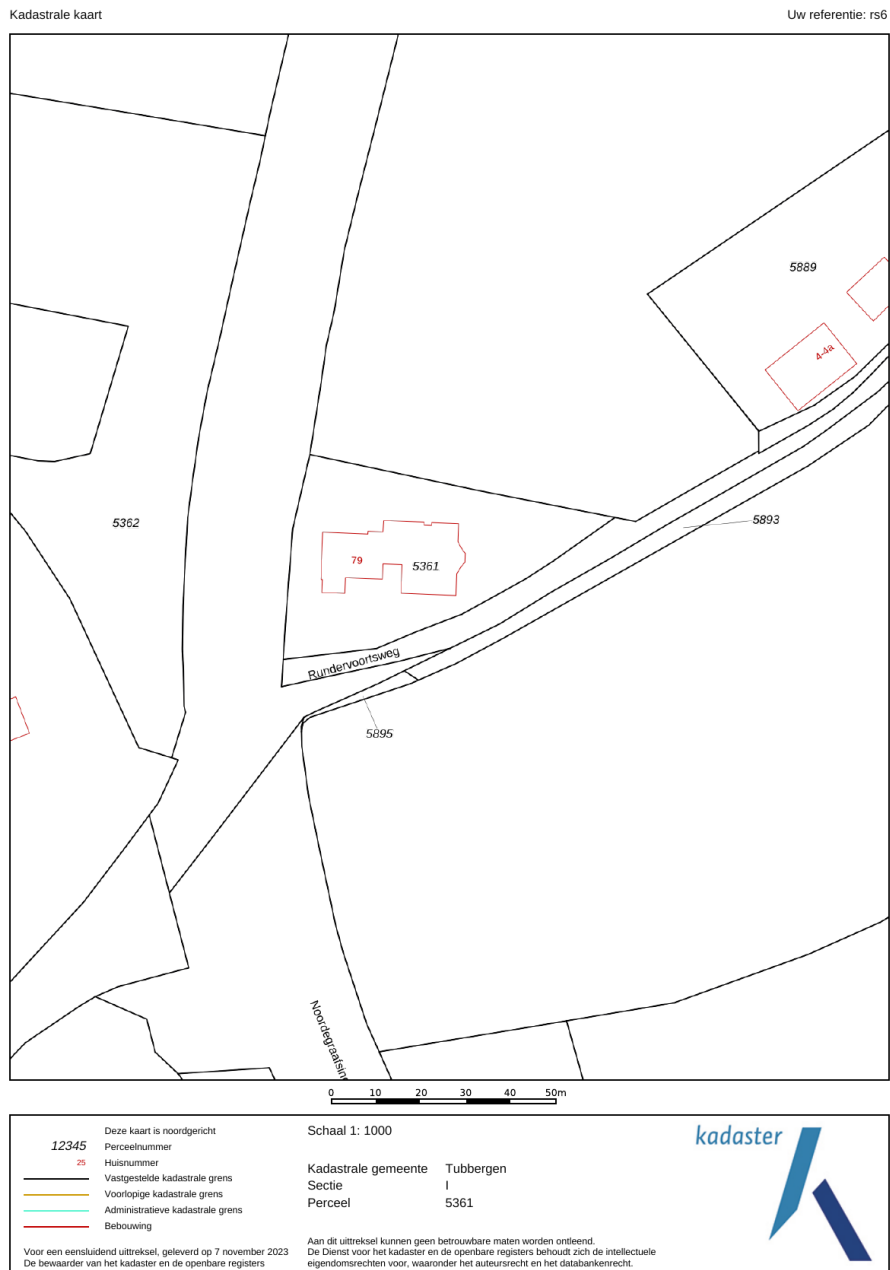 Kadastrale kaart
Uw referentie: rs6
5889
4-4a
5362
5893
79
5361
Rundervoortsweg
5895
Noordegraafsin
0 10 20 30 40 50m
Deze kaart is noordgericht
12345 Perceelnummer
25 Huisnummer
Vastgestelde kadastrale grens
Voorlopige kadastrale grens
Administratieve kadastrale grens
Bebouwing
Voor een eensluidend uittreksel, geleverd op 7 november 2023
De bewaarder van het kadaster en de openbare registers
Schaal 1: 1000
Kadastrale gemeente Tubbergen
Sectie I
Perceel 5361
Aan dit uittreksel kunnen geen betrouwbare maten worden ontleend.
De Dienst voor het kadaster en de openbare registers behoudt zich de intellectuele
eigendomsrechten voor, waaronder het auteursrecht en het databankenrecht.
kadaster